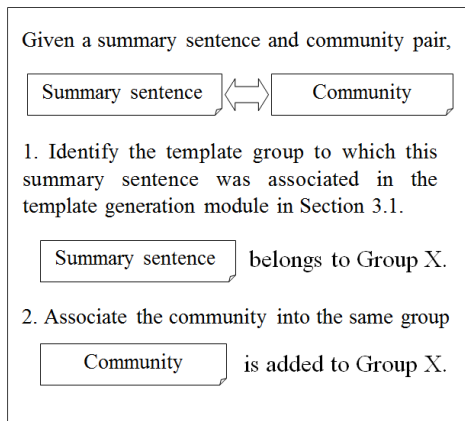 Given a summary sentence and community pair,
Summary sentence Community
1. Identify the template group to which this
summary sentence was associated in the
template generation module in Section 3.1.
Summary sentence belongs to Group X.
2. Associate the community into the same group
Community is added to Group X.